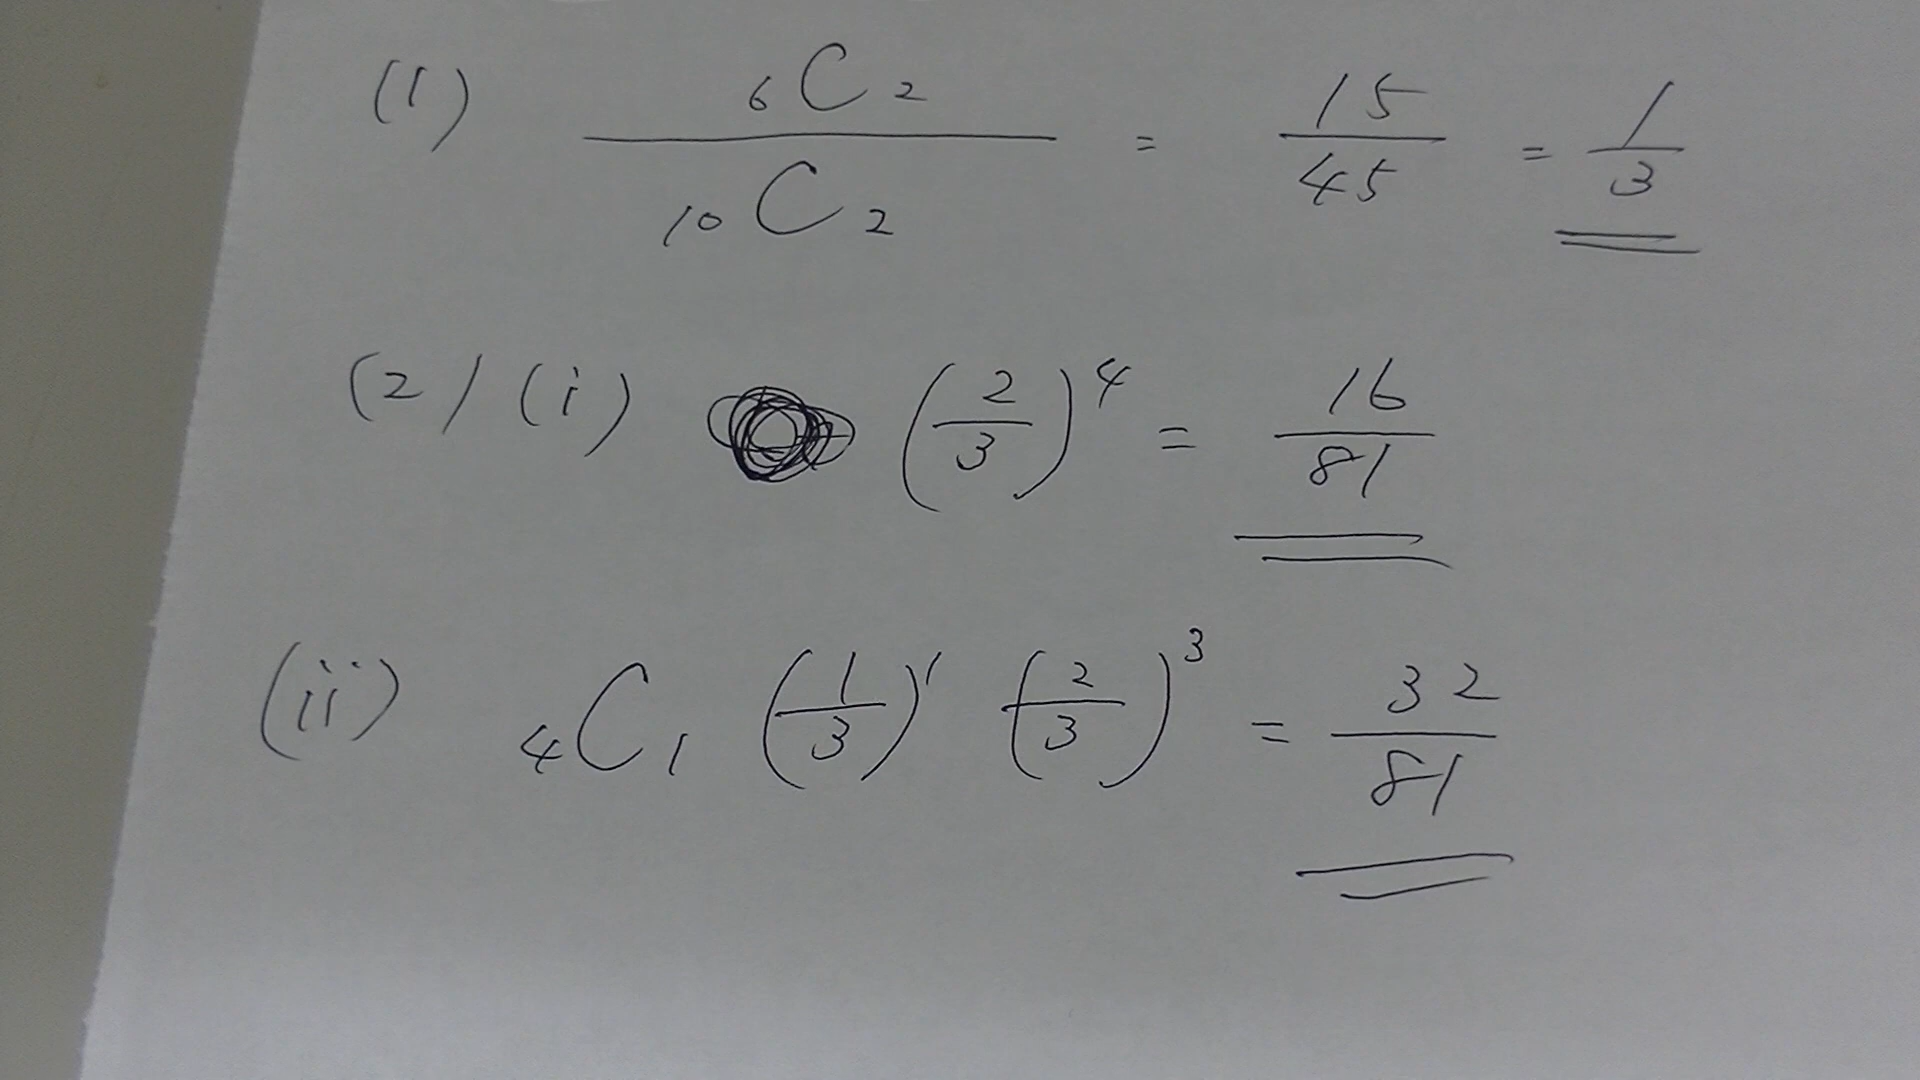 (1) ₆C₂ / ₁₀C₂ = 15/45 = 1/3
(2) (i) (2/3)⁴ = 16/81
(ii) ₄C₁ (1/3)¹ (2/3)³ = 32/81